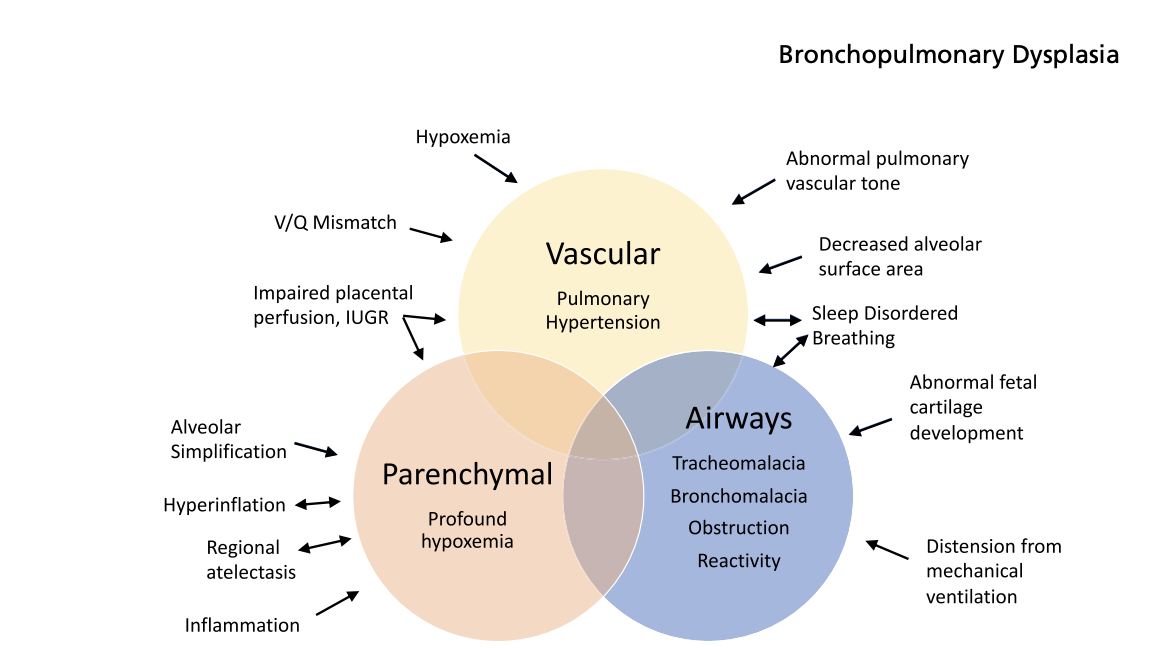 Bronchopulmonary Dysplasia
Hypoxemia
Abnormal pulmonary
vascular tone
V/Q Mismatch
Vascular
Pulmonary
Hypertension
Decreased alveolar
surface area
Impaired placental
perfusion, IUGR
Sleep Disordered
Breathing
Abnormal fetal
cartilage
development
Airways
Tracheomalacia
Bronchomalacia
Obstruction
Reactivity
Alveolar
Simplification
Parenchymal
Profound
hypoxemia
Hyperinflation
Regional
atelectasis
Inflammation
Distension from
mechanical
ventilation